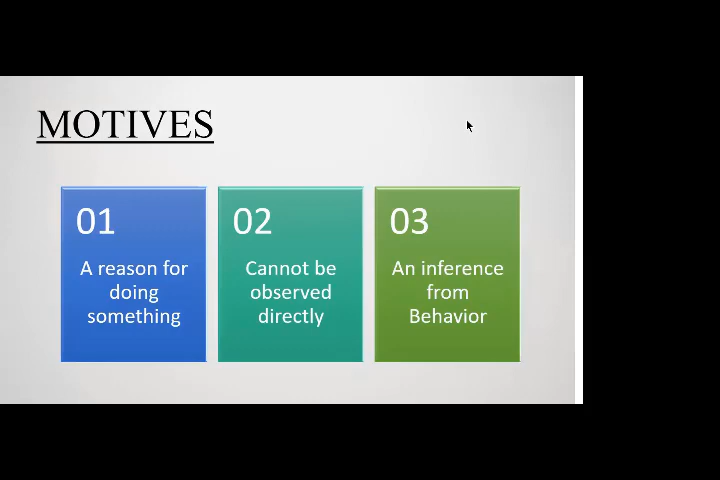 MOTIVES
01
A reason for
doing
something
02
Cannot be
observed
directly
03
An inference
from
Behavior